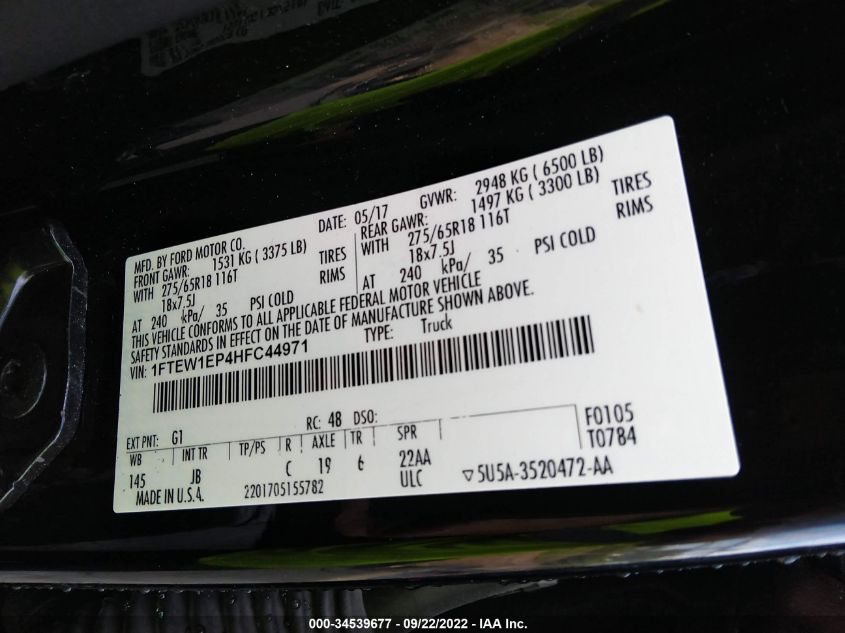 MFD. BY FORD MOTOR CO.
DATE: 05/17
GVWR: 2948 KG ( 6500 LB)
FRONT GAWR: 1531 KG ( 3375 LB)
REAR GAWR: 1497 KG ( 3300 LB)
WITH 275/65R18 116T TIRES
WITH 275/65R18 116T TIRES
18x7.5J RIMS
18x7.5J RIMS
AT 240 kPa/ 35 PSI COLD
AT 240 kPa/ 35 PSI COLD
THIS VEHICLE CONFORMS TO ALL APPLICABLE FEDERAL MOTOR VEHICLE
SAFETY STANDARDS IN EFFECT ON THE DATE OF MANUFACTURE SHOWN ABOVE.
VIN: 1FTEW1EP4HFC44971
TYPE: Truck
EXT PNT: G1 RC: 48 DSO:
F0105
WB INT TR TP/PS R AXLE TR SPR
T0784
145 JB C 19 6 22AA
MADE IN U.S.A. 2201705155782 ULC ▽5U5A-3520472-AA
000-34539677 - 09/22/2022 - IAA Inc.